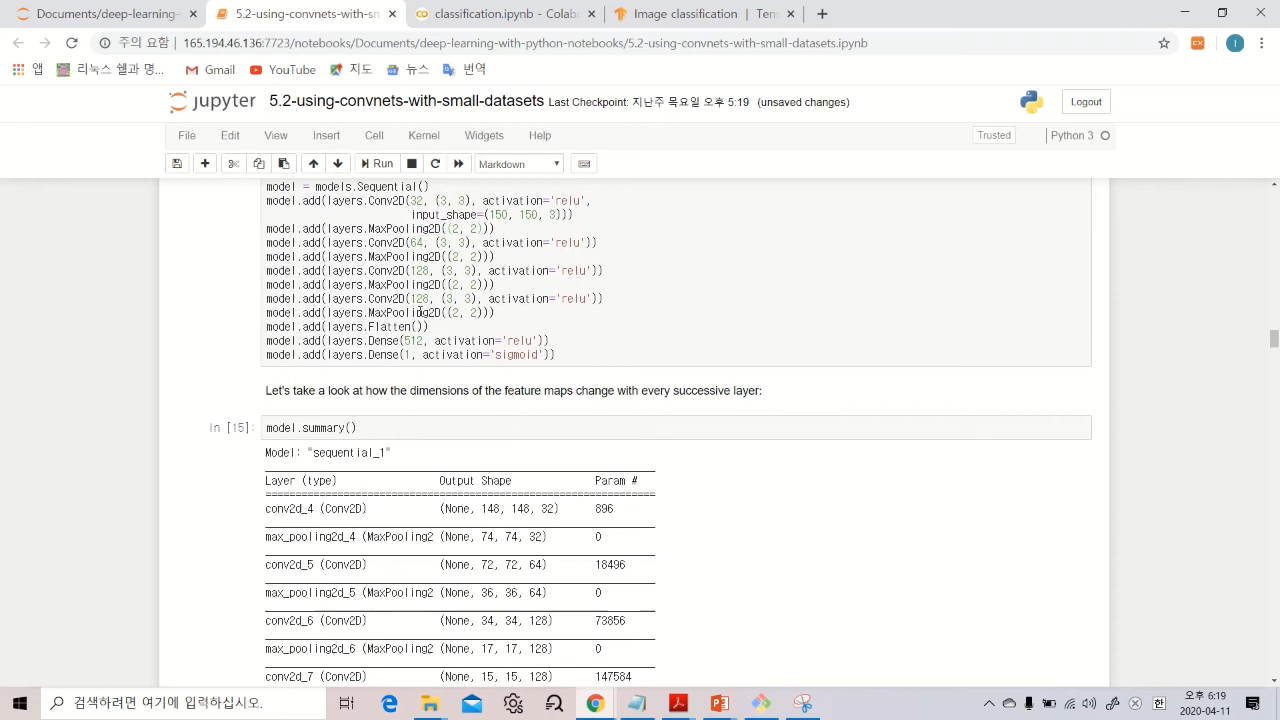 Documents/deep-learning-
5.2-using-convnets-with-sm
classification.ipynb - Colab
Image classification | Tens
주의 요함 | 165.194.46.136:7723/notebooks/Documents/deep-learning-with-python-notebooks/5.2-using-convnets-with-small-datasets.ipynb
앱 리눅스 쉘과 명... Gmail YouTube 지도 뉴스 번역
jupyter 5.2-using-convnets-with-small-datasets Last Checkpoint: 지난주 목요일 오후 5:19 (unsaved changes) Logout
File Edit View Insert Cell Kernel Widgets Help Trusted Python 3
Run Markdown
model = models.Sequential()
model.add(layers.Conv2D(32, (3, 3), activation='relu',
input_shape=(150, 150, 3)))
model.add(layers.MaxPooling2D((2, 2)))
model.add(layers.Conv2D(64, (3, 3), activation='relu'))
model.add(layers.MaxPooling2D((2, 2)))
model.add(layers.Conv2D(128, (3, 3), activation='relu'))
model.add(layers.MaxPooling2D((2, 2)))
model.add(layers.Conv2D(128, (3, 3), activation='relu'))
model.add(layers.MaxPooling2D((2, 2)))
model.add(layers.Flatten())
model.add(layers.Dense(512, activation='relu'))
model.add(layers.Dense(1, activation='sigmoid'))
Let's take a look at how the dimensions of the feature maps change with every successive layer:
In [15]: model.summary()
Model: "sequential_1"
Layer (type) Output Shape Param #
=================================================================
conv2d_4 (Conv2D) (None, 148, 148, 32) 896
max_pooling2d_4 (MaxPooling2 (None, 74, 74, 32) 0
conv2d_5 (Conv2D) (None, 72, 72, 64) 18496
max_pooling2d_5 (MaxPooling2 (None, 36, 36, 64) 0
conv2d_6 (Conv2D) (None, 34, 34, 128) 73856
max_pooling2d_6 (MaxPooling2 (None, 17, 17, 128) 0
conv2d_7 (Conv2D) (None, 15, 15, 128) 147584
검색하려면 여기에 입력하십시오.
한
오후 6:19
2020-04-11